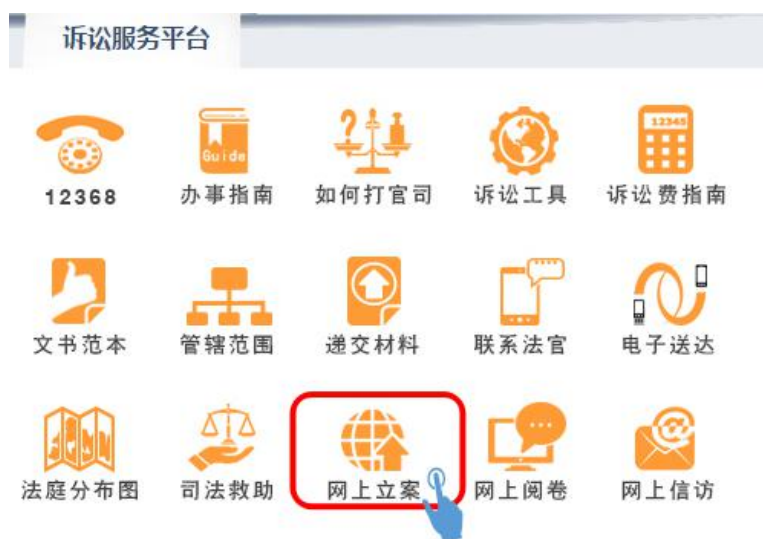 诉讼服务平台
?
Guide
12345
12368 办事指南 如何打官司 诉讼工具 诉讼费指南
文书范本 管辖范围 递交材料 联系法官 电子送达
@
法庭分布图 司法救助 网上立案 网上阅卷 网上信访